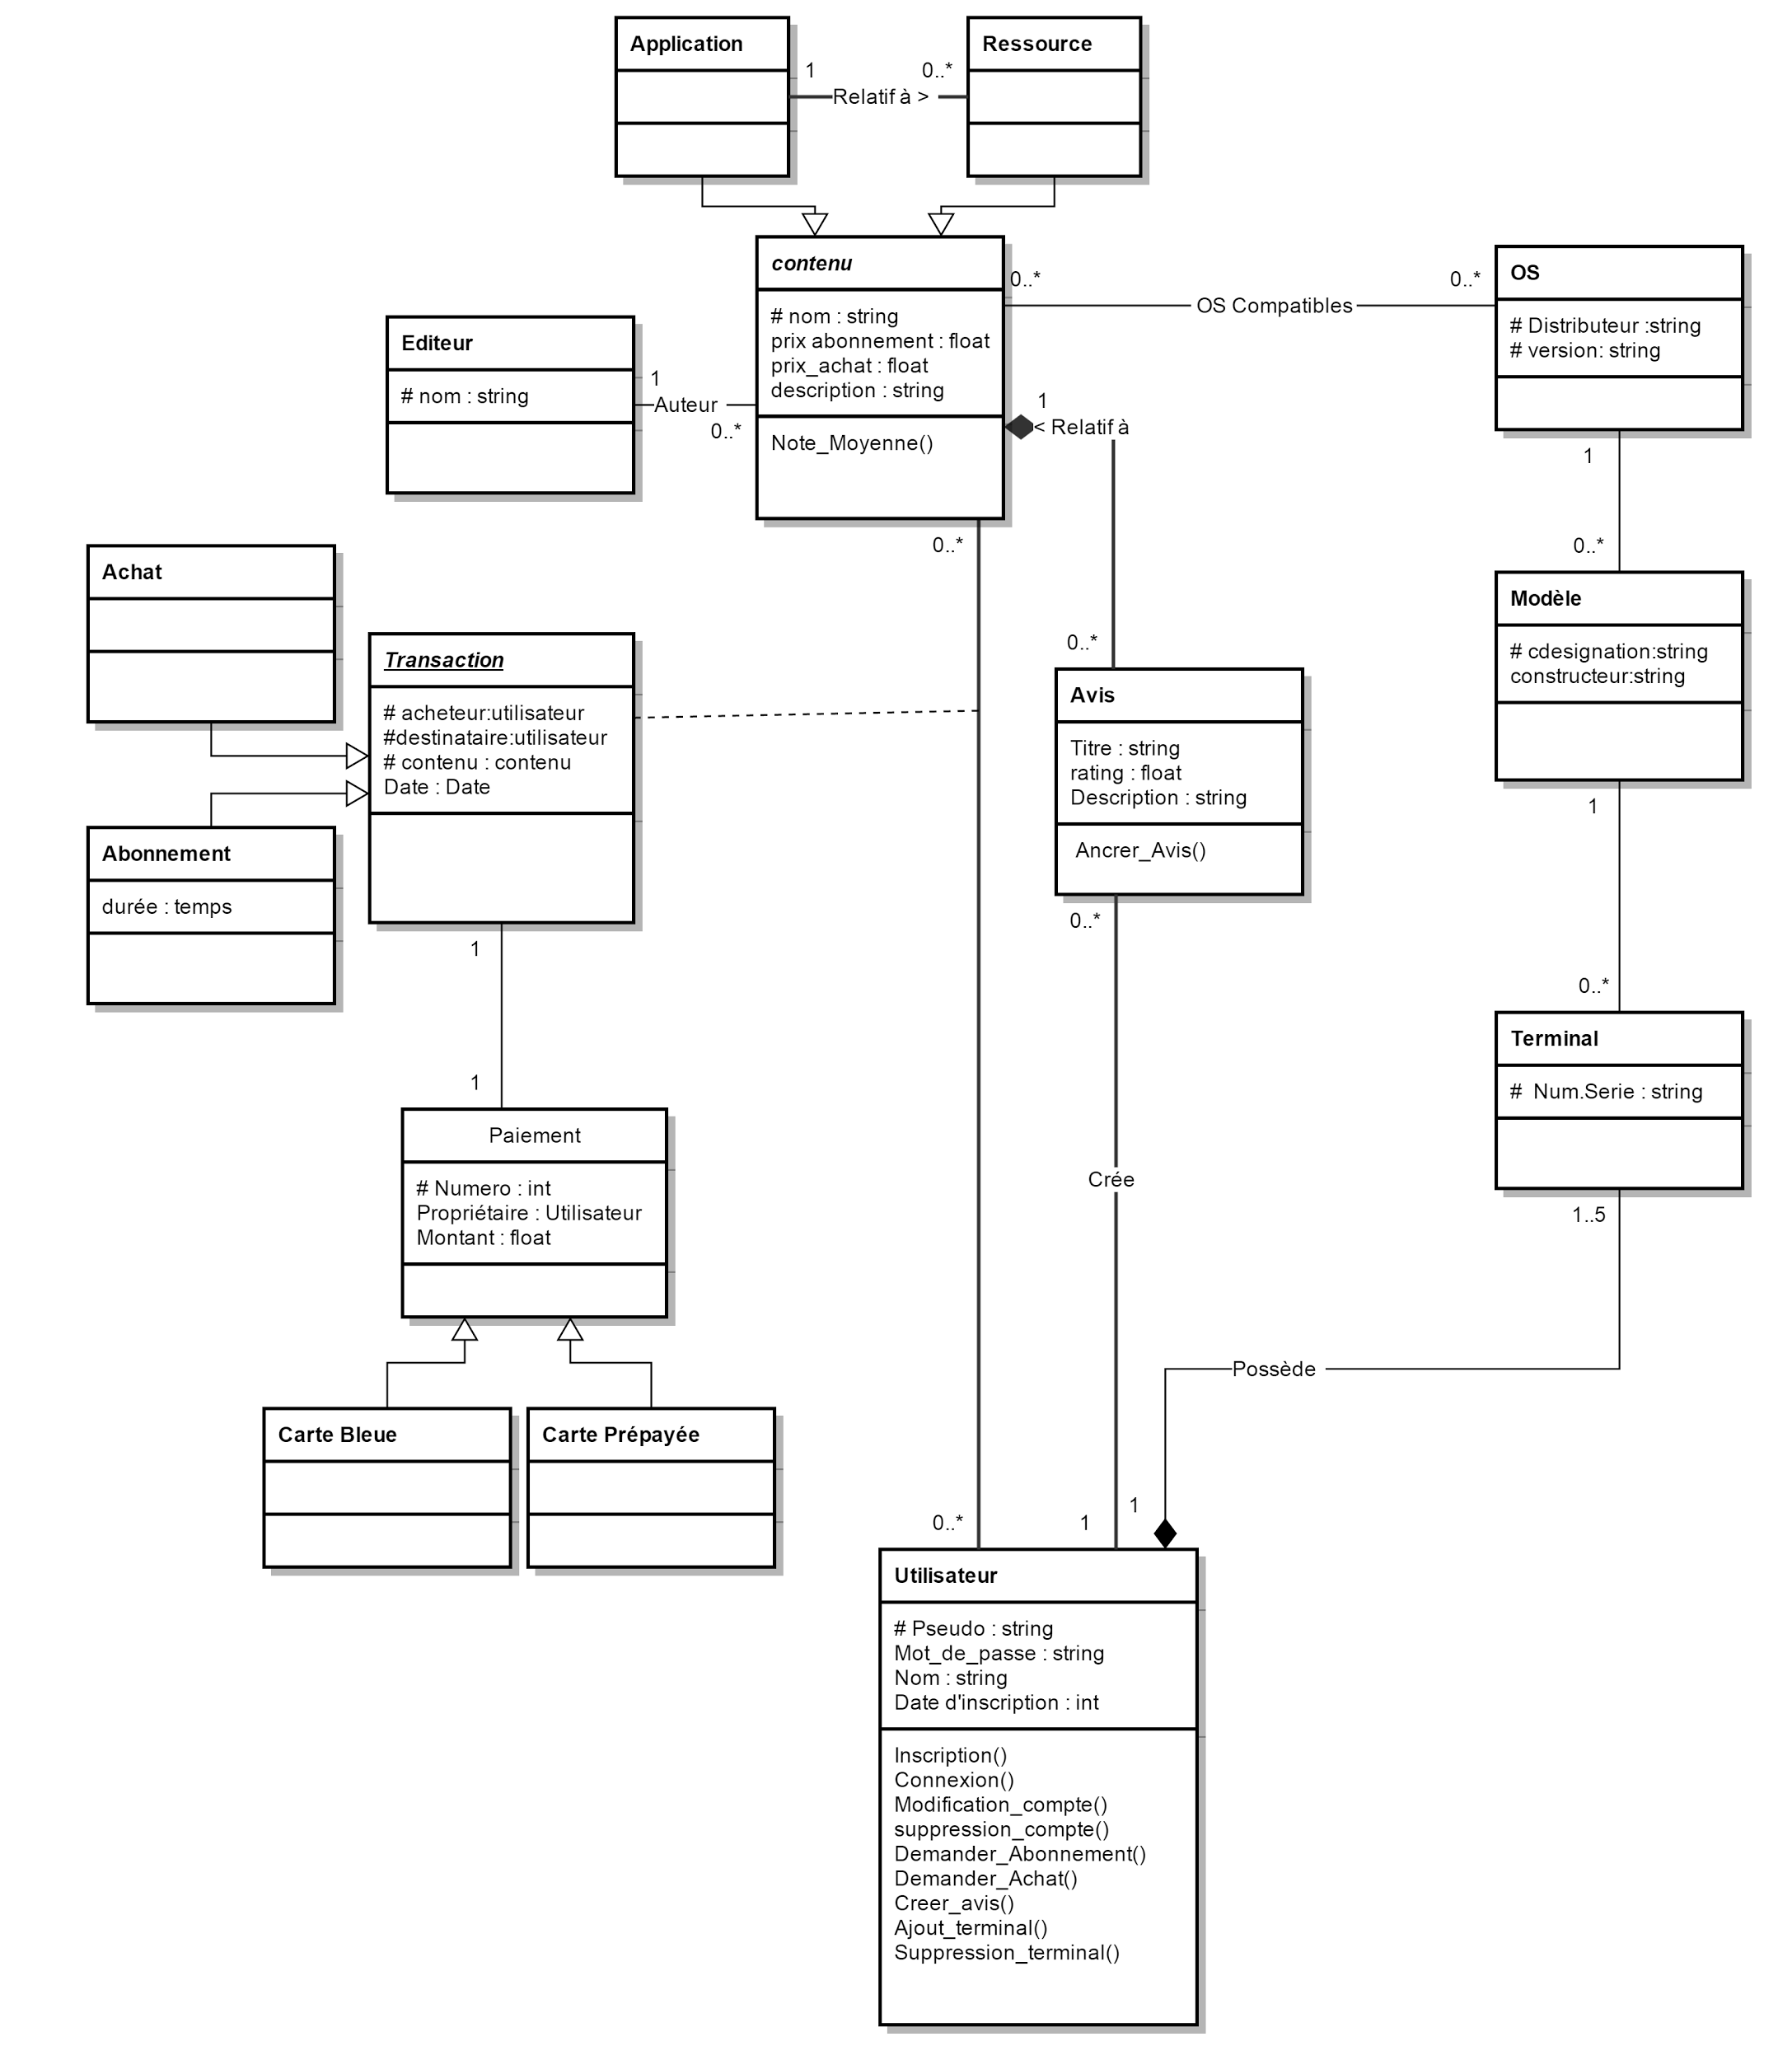 Application
Ressource
1
0..*
Relatif à >
contenu
# nom : string
prix abonnement : float
prix_achat : float
description : string
Note_Moyenne()
0..*
OS Compatibles
0..*
OS
# Distributeur :string
# version: string
Editeur
# nom : string
1
Auteur
0..*
1
< Relatif à
1
0..*
0..*
0..*
Achat
Modèle
# cdesignation:string
constructeur:string
Transaction
# acheteur:utilisateur
#destinataire:utilisateur
# contenu : contenu
Date : Date
Avis
Titre : string
rating : float
Description : string
Ancrer_Avis()
1
Abonnement
durée : temps
0..*
1
0..*
1
Terminal
# Num.Serie : string
Paiement
# Numero : int
Propriétaire : Utilisateur
Montant : float
Crée
1..5
Possède
Carte Bleue
Carte Prépayée
0..*
1
1
Utilisateur
# Pseudo : string
Mot_de_passe : string
Nom : string
Date d'inscription : int
Inscription()
Connexion()
Modification_compte()
suppression_compte()
Demander_Abonnement()
Demander_Achat()
Creer_avis()
Ajout_terminal()
Suppression_terminal()